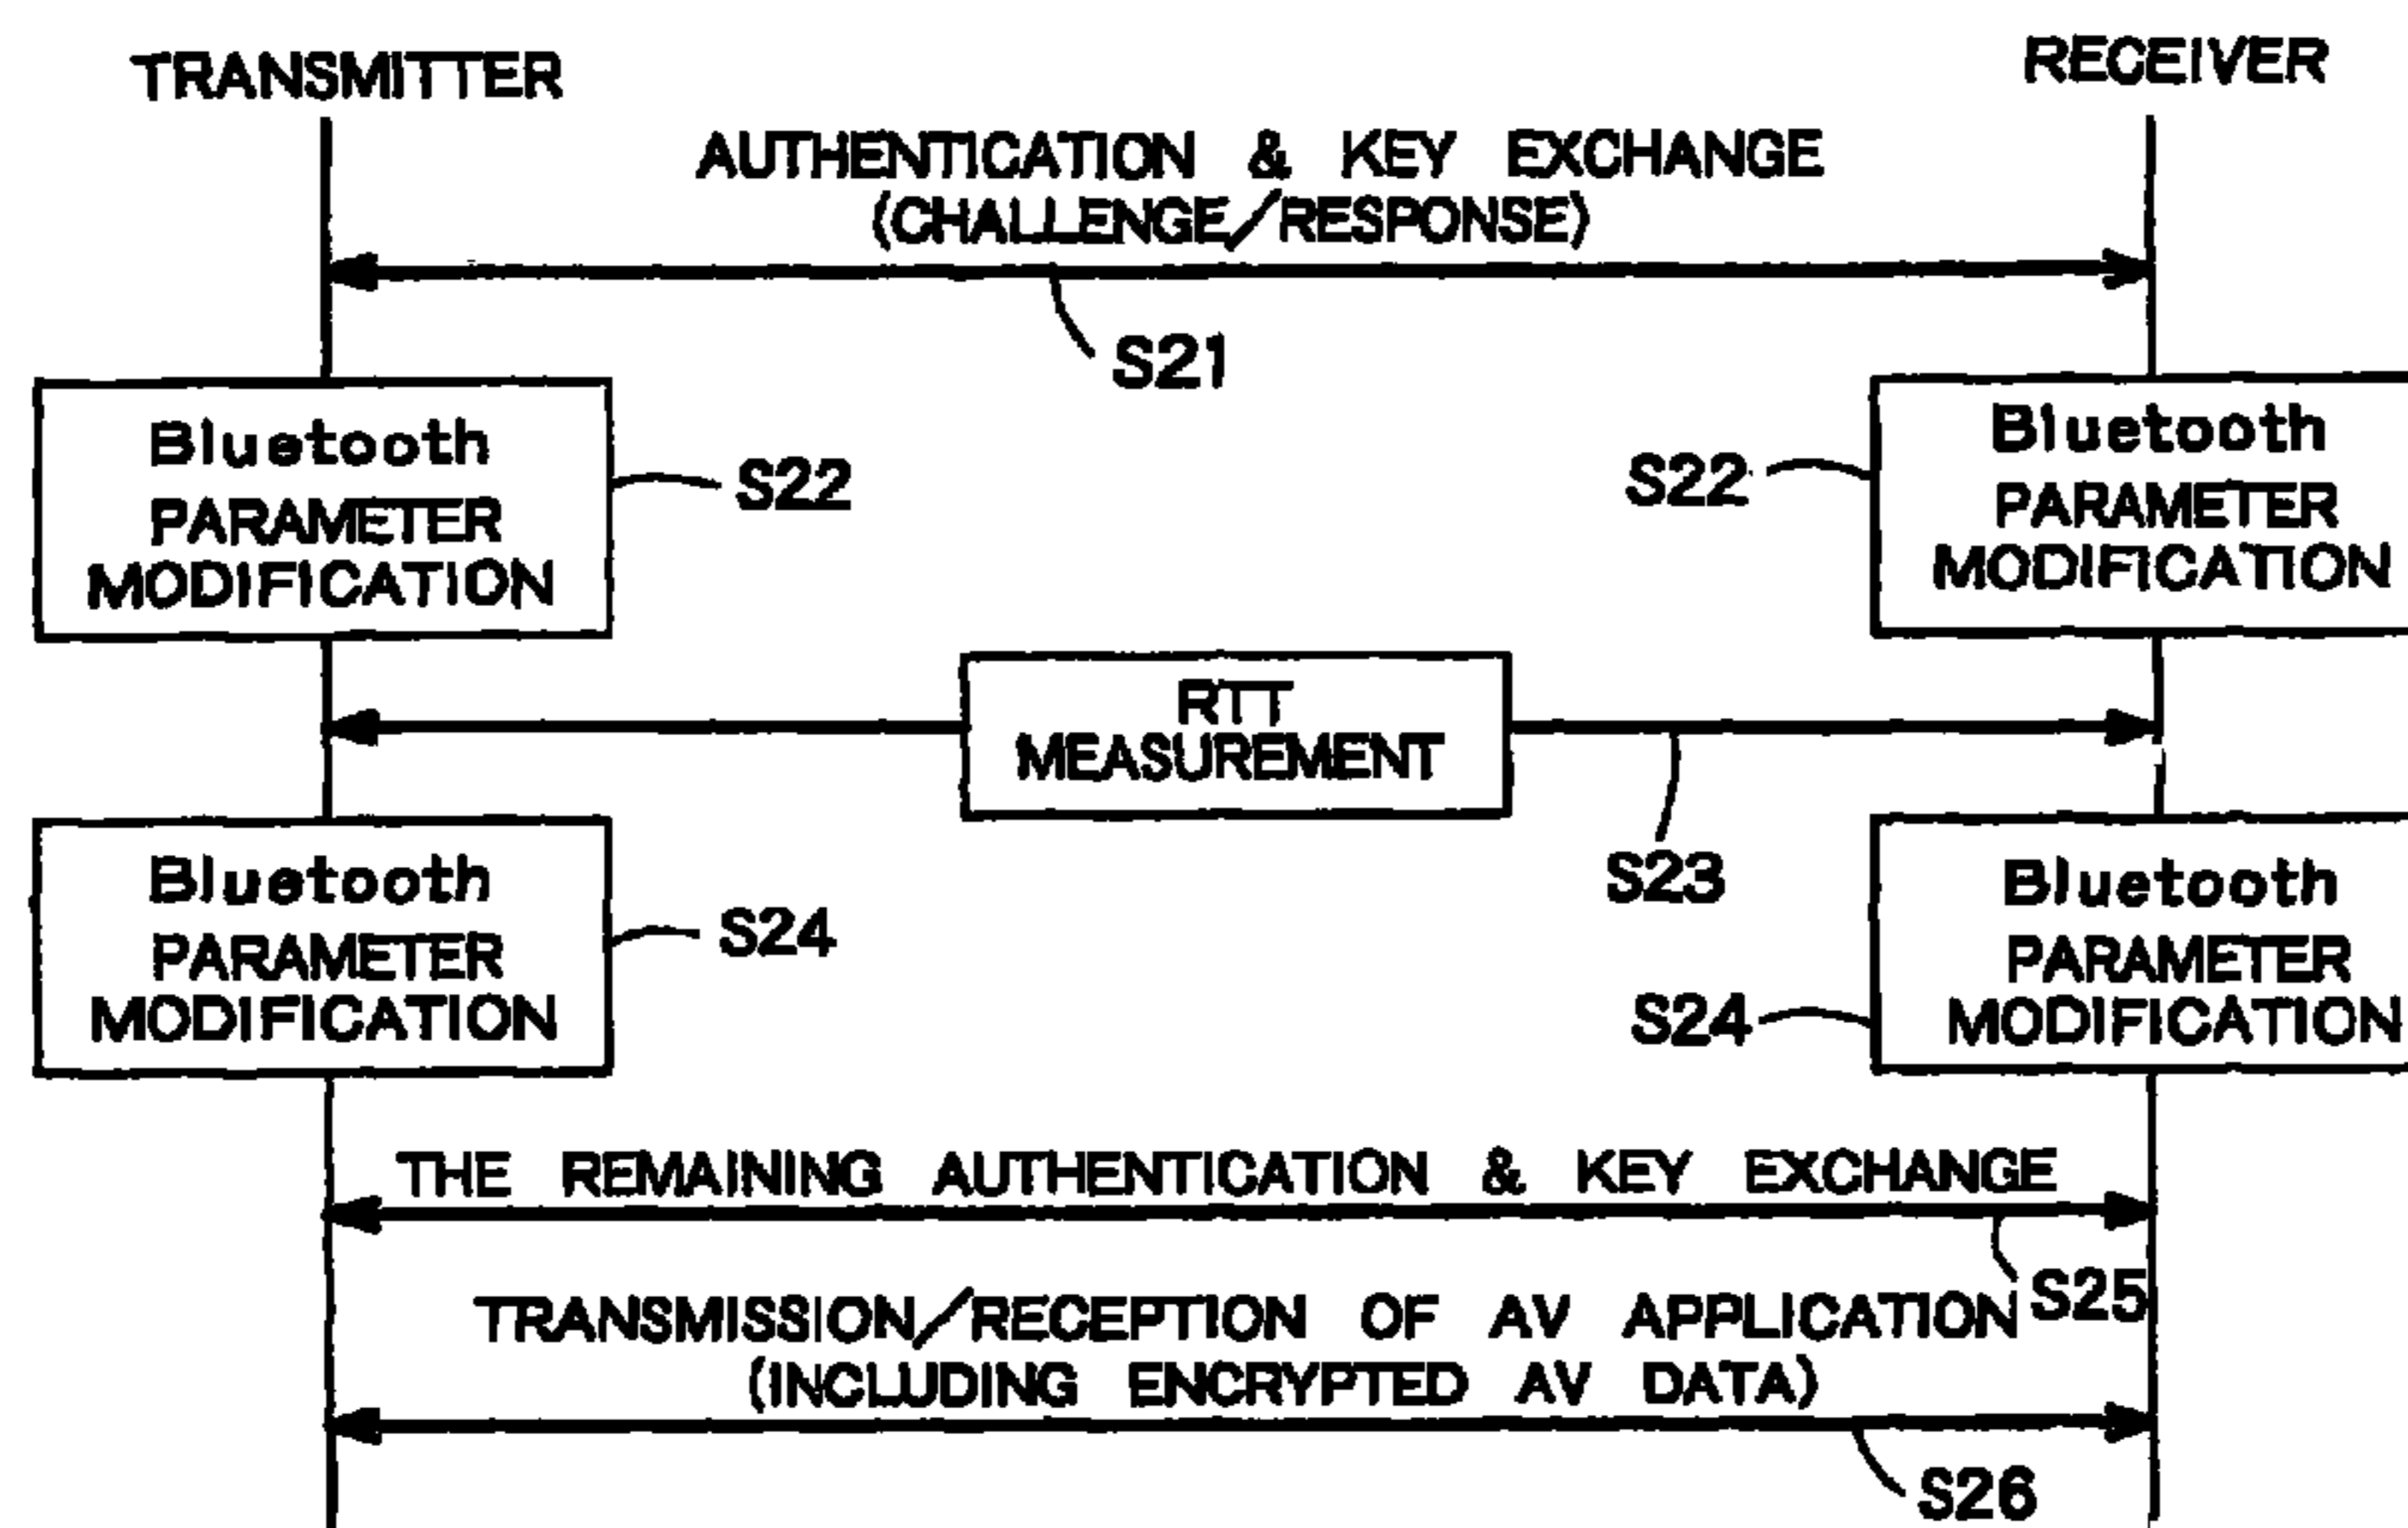 TRANSMITTER
RECEIVER
AUTHENTICATION & KEY EXCHANGE
(CHALLENGE/RESPONSE)
S21
Bluetooth
PARAMETER
MODIFICATION
S22
S22
Bluetooth
PARAMETER
MODIFICATION
RTT
MEASUREMENT
S23
Bluetooth
PARAMETER
MODIFICATION
S24
S24
Bluetooth
PARAMETER
MODIFICATION
THE REMAINING AUTHENTICATION & KEY EXCHANGE
S25
TRANSMISSION/RECEPTION OF AV APPLICATION
(INCLUDING ENCRYPTED AV DATA)
S26